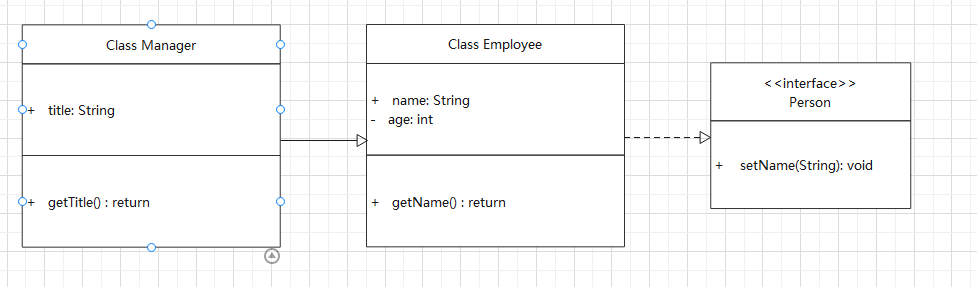 Class Manager
+ title: String
+ getTitle() : return
Class Employee
+ name: String
- age: int
+ getName() : return
<<interface>>
Person
+ setName(String): void